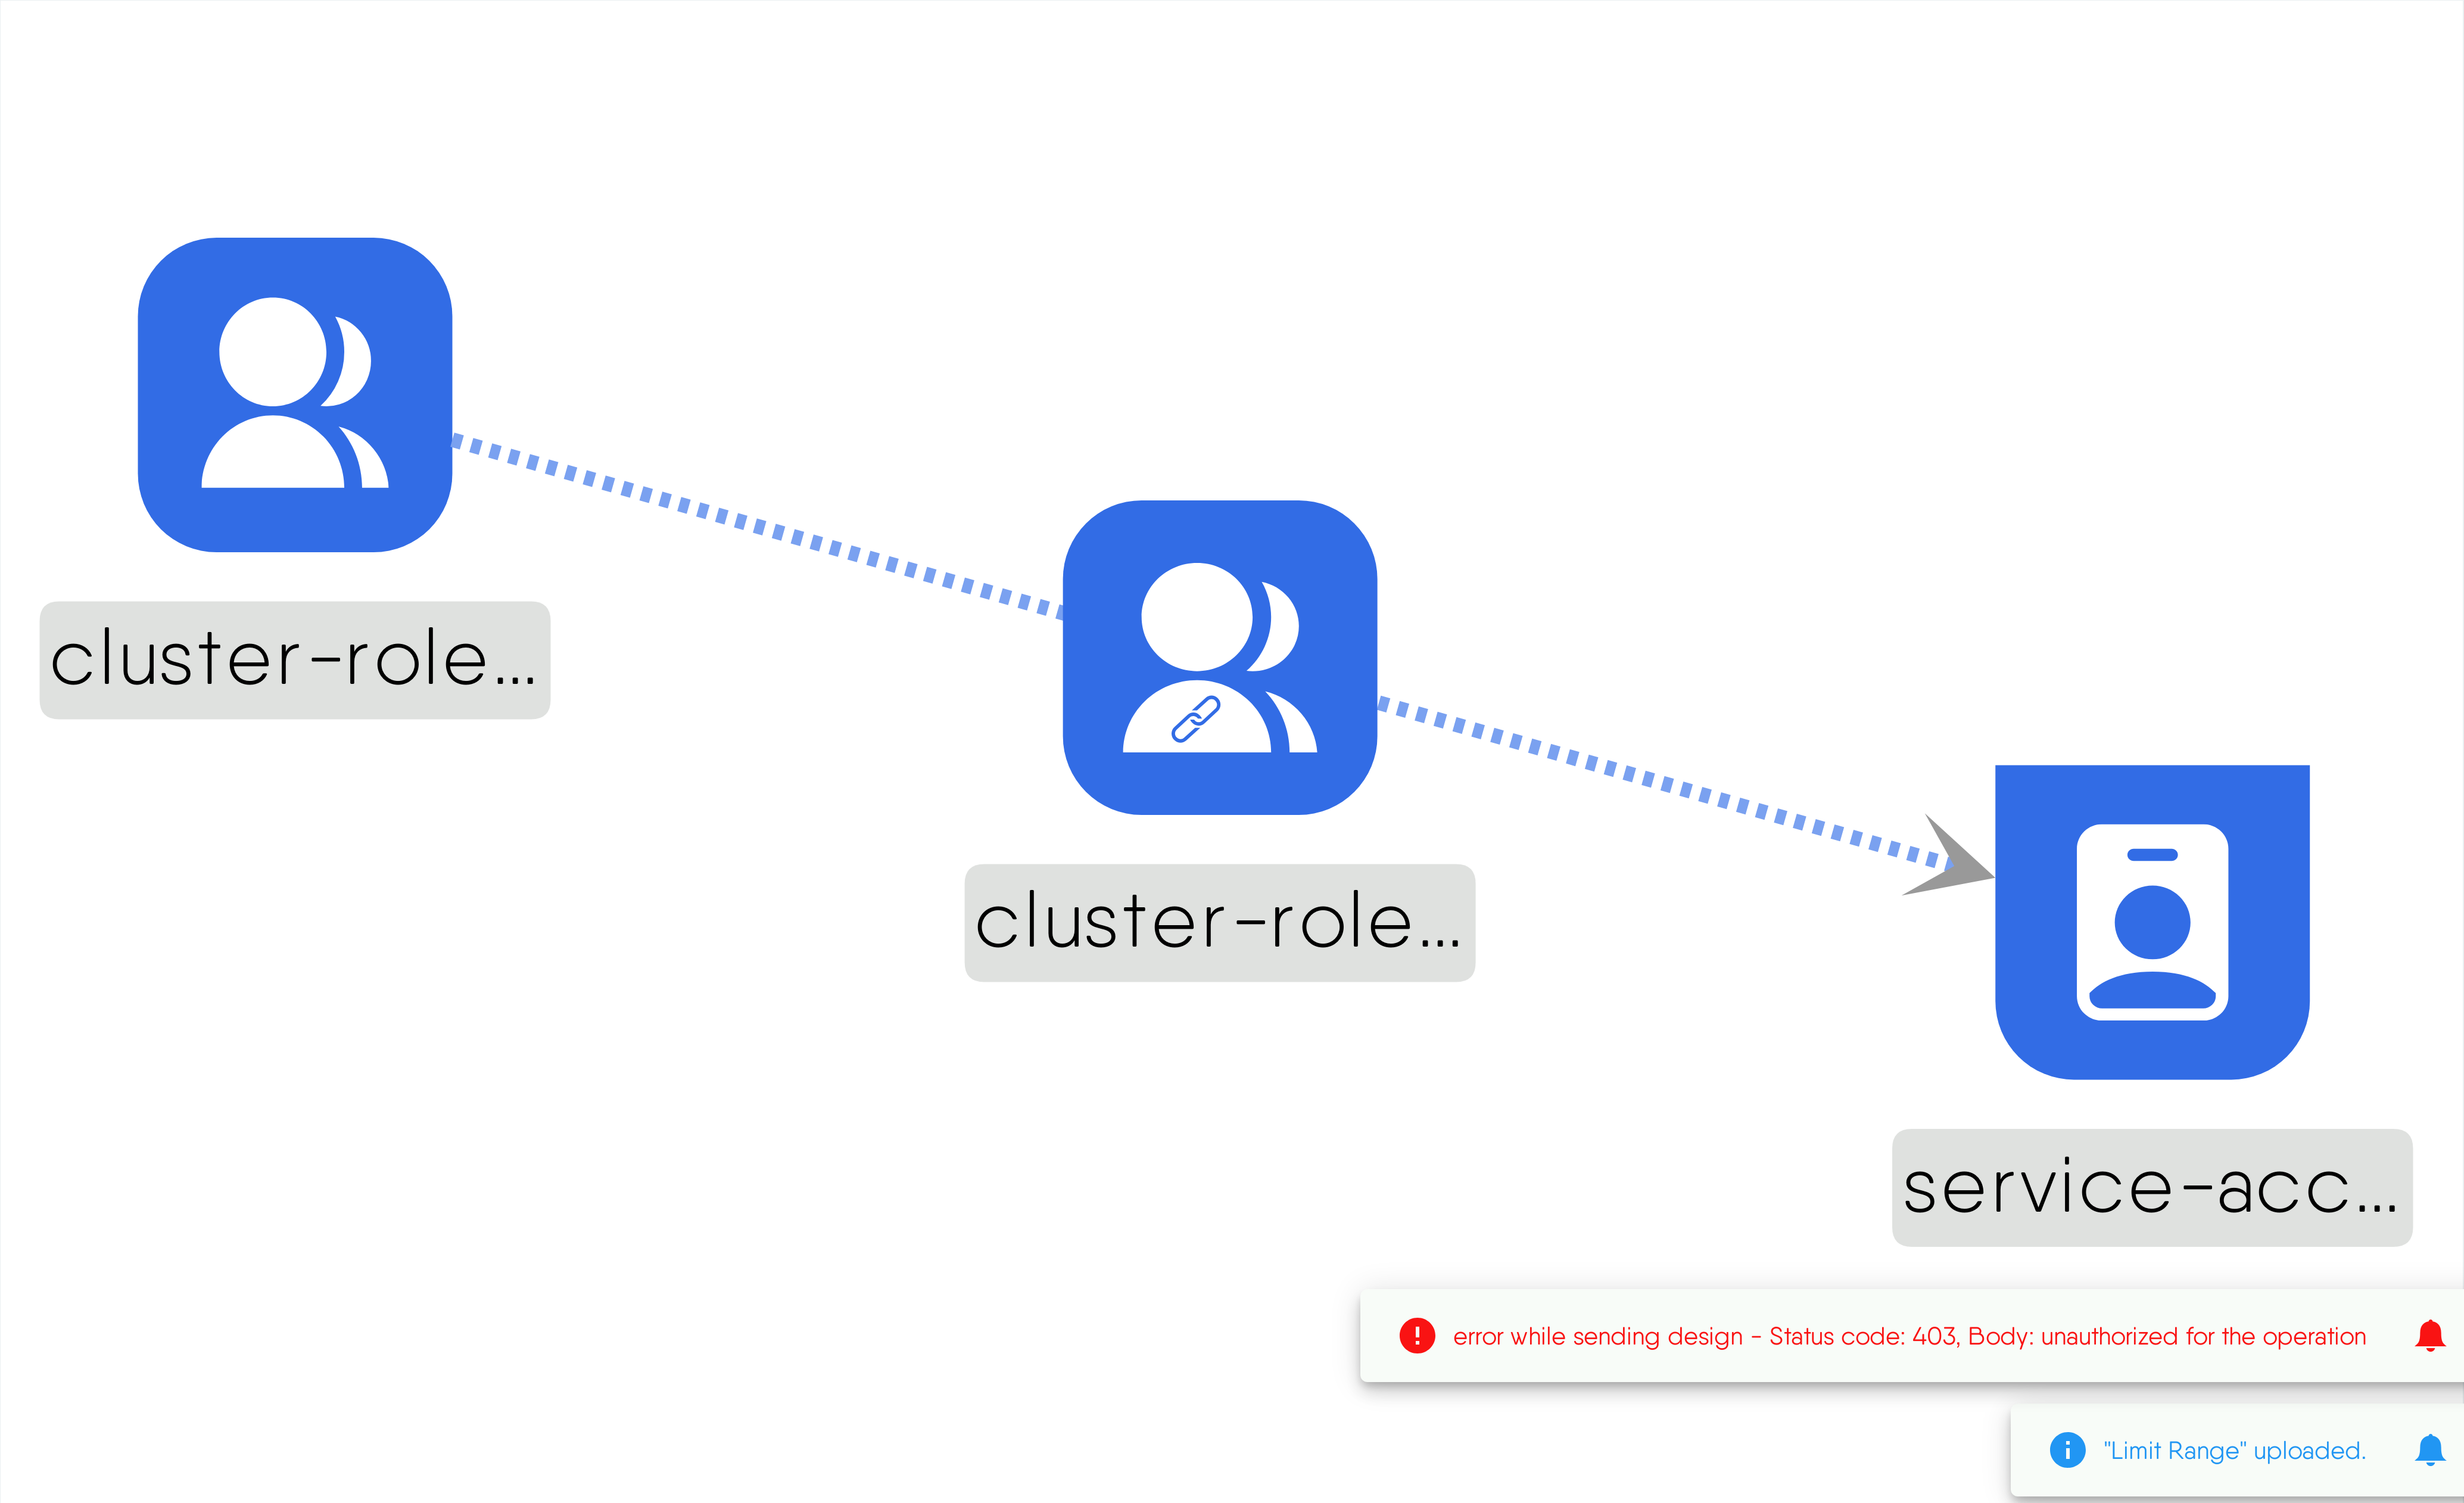 cluster-role...
cluster-role...
service-acc...
error while sending design - Status code: 403, Body: unauthorized for the operation
"Limit Range" uploaded.